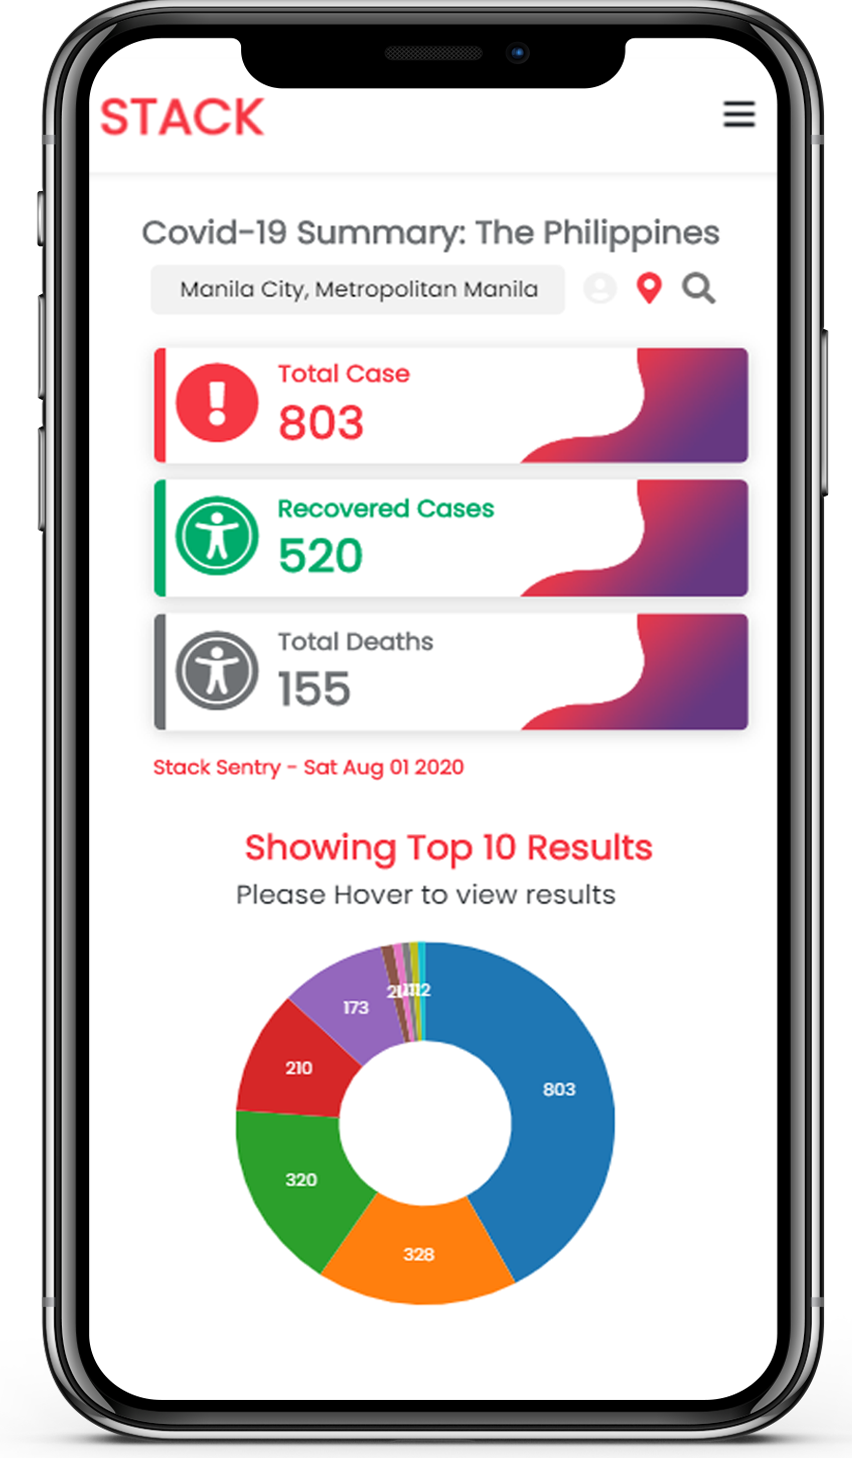 STACK
Covid-19 Summary: The Philippines
Manila City, Metropolitan Manila
Total Case
803
Recovered Cases
520
Total Deaths
155
Stack Sentry - Sat Aug 01 2020
Showing Top 10 Results
Please Hover to view results
173
803
210
320
328